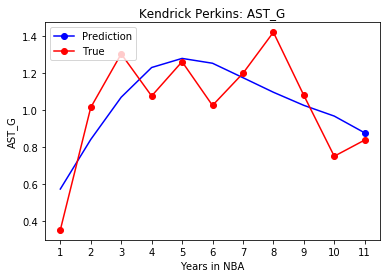 Kendrick Perkins: AST_G
Prediction
True
1.4
1.2
1.0
0.8
0.6
0.4
AST_G
1 2 3 4 5 6 7 8 9 10 11
Years in NBA